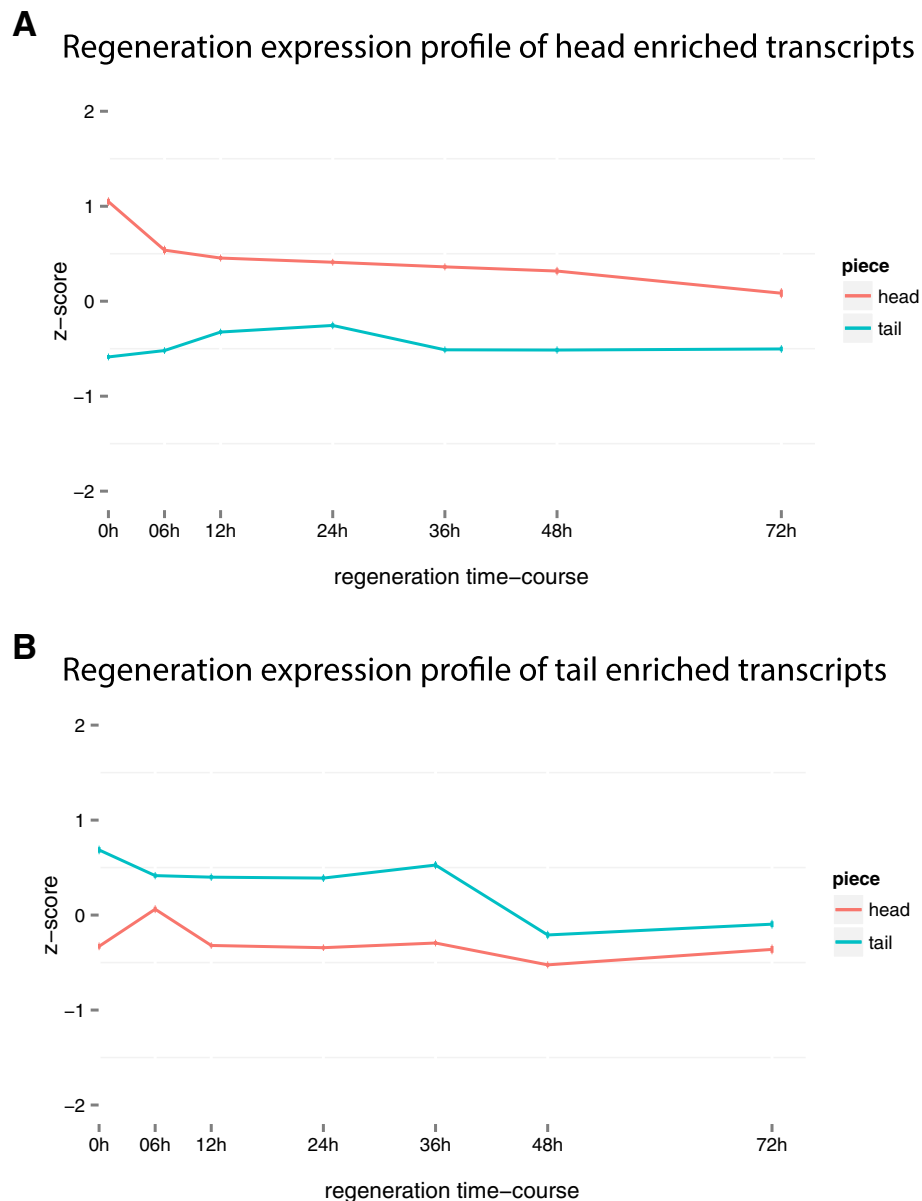 A
Regeneration expression profile of head enriched transcripts
2
1
0
−1
−2
z−score
0h 06h 12h 24h 36h 48h 72h
regeneration time−course
piece
head
tail
B
Regeneration expression profile of tail enriched transcripts
2
1
0
−1
−2
z−score
0h 06h 12h 24h 36h 48h 72h
regeneration time−course
piece
head
tail